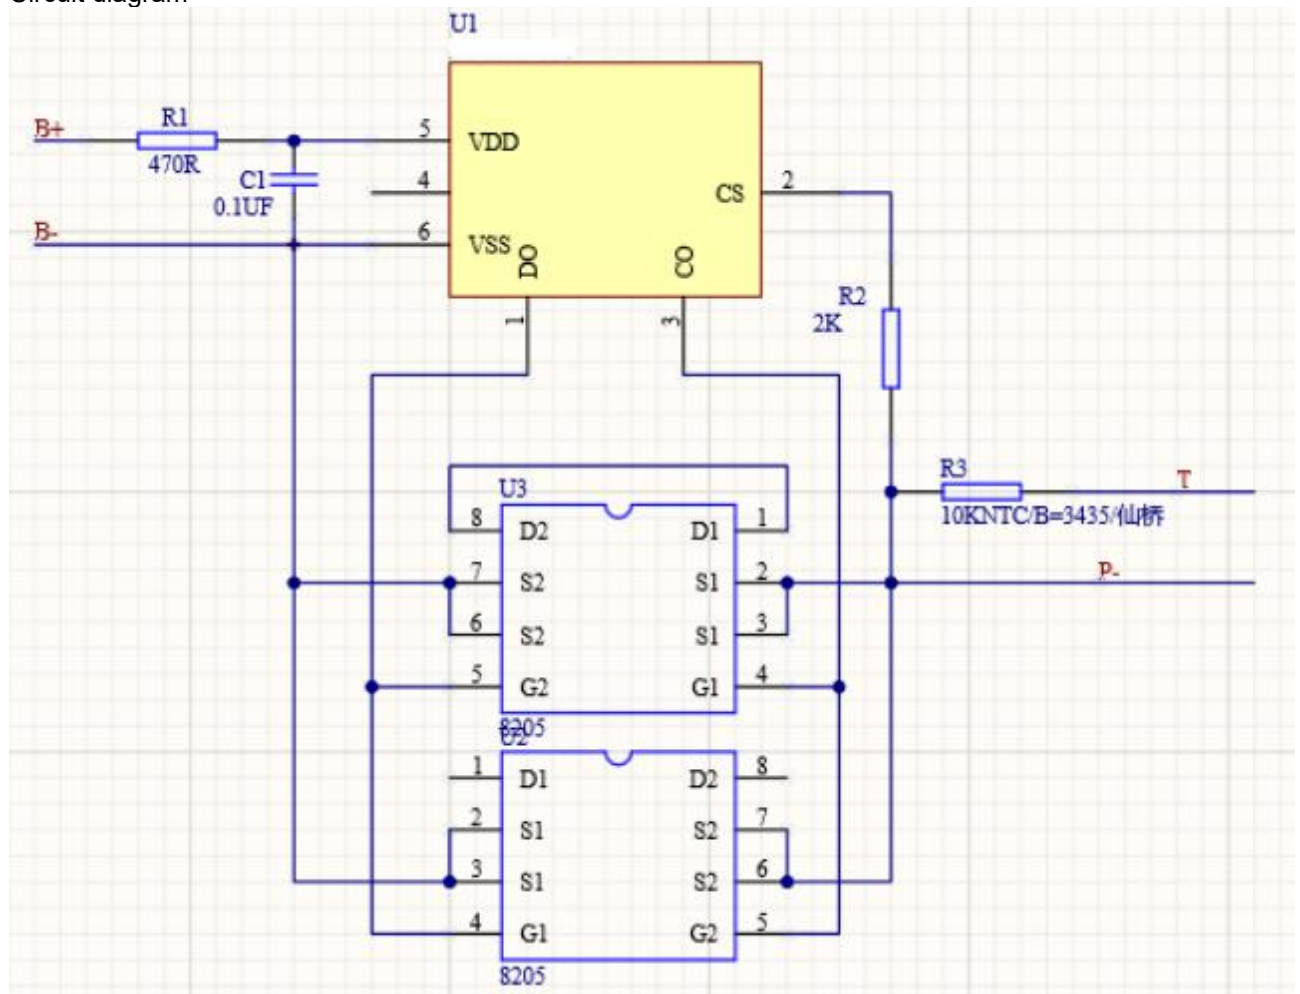 Circuit diagram
U1
B+
R1
470R
C1
0.1UF
B-
5
VDD
4
6
VSS
DO
CO
CS
2
1
3
R2
2K
R3
T
10KNTC/B=3435/仙桥
P-
U3
8
D2
D1
1
7
S2
S1
2
6
S2
S1
3
5
G2
G1
4
8205
U2
1
D1
D2
8
2
S1
S2
7
3
S1
S2
6
4
G1
G2
5
8205